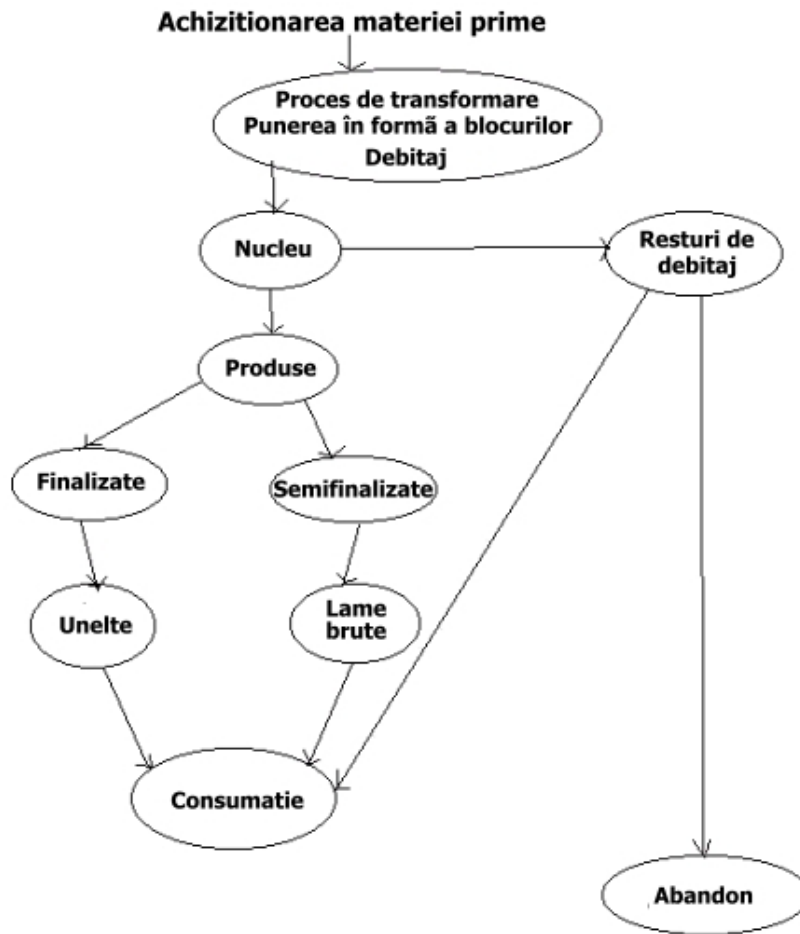 Achizitionarea materiei prime
Proces de transformare
Punerea în formã a blocurilor
Debitaj
Nucleu
Resturi de
debitaj
Produse
Finalizate
Semifinalizate
Unelte
Lame
brute
Consumatie
Abandon